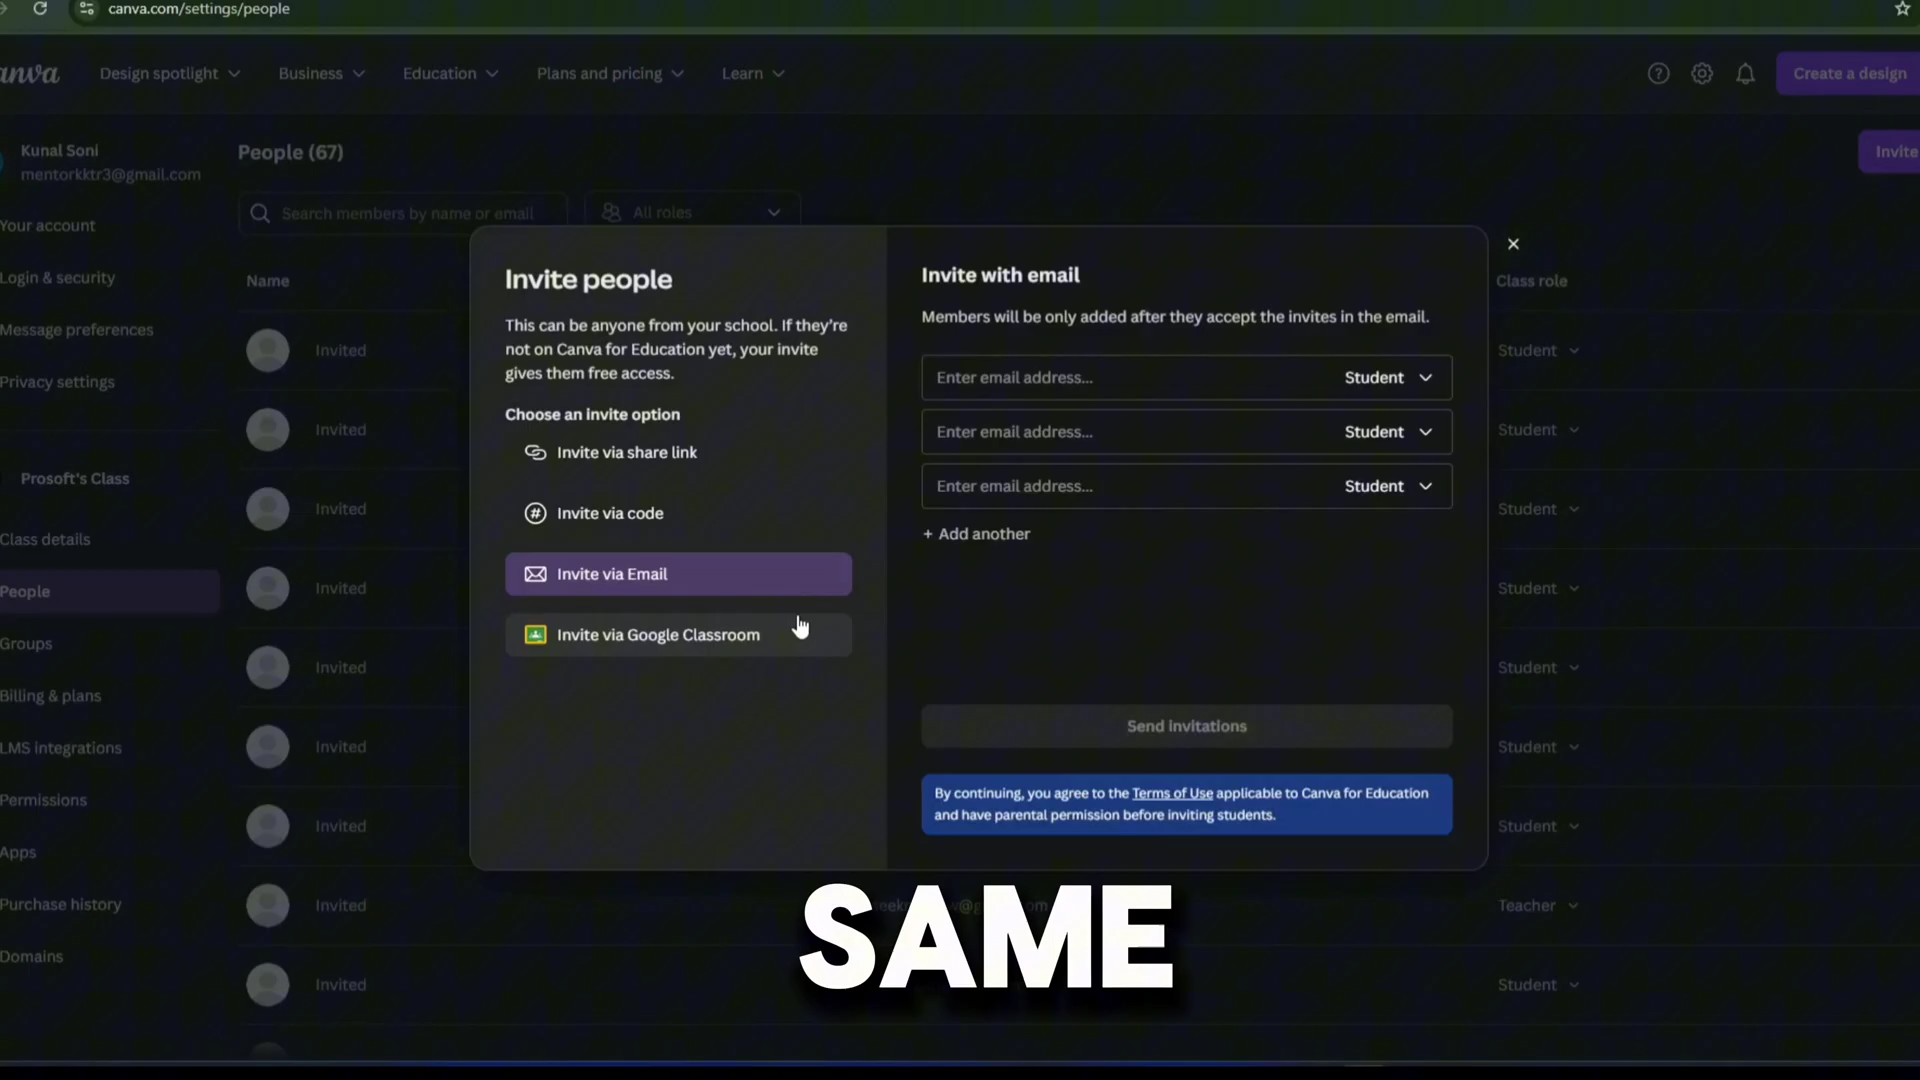 canva.com/settings/people
anva
Design spotlight
Business
Education
Plans and pricing
Learn
Create a design
Kunal Soni
mentorkktr3@gmail.com
People (67)
Invite
Search members by name or email
All roles
Your account
Login & security
Message preferences
Privacy settings
Prosoft's Class
Class details
People
Groups
Billing & plans
LMS integrations
Permissions
Apps
Purchase history
Domains
Name
Class role
Invited
Student
Invited
Student
Invited
Student
Invited
Student
Invited
Student
Invited
Student
Invited
Student
Invited
Teacher
Invited
Student
Invite people
This can be anyone from your school. If they're
not on Canva for Education yet, your invite
gives them free access.
Choose an invite option
Invite via share link
Invite via code
Invite via Email
Invite via Google Classroom
Invite with email
Members will be only added after they accept the invites in the email.
Enter email address...
Student
Enter email address...
Student
Enter email address...
Student
+ Add another
Send invitations
By continuing, you agree to the Terms of Use applicable to Canva for Education
and have parental permission before inviting students.
SAME